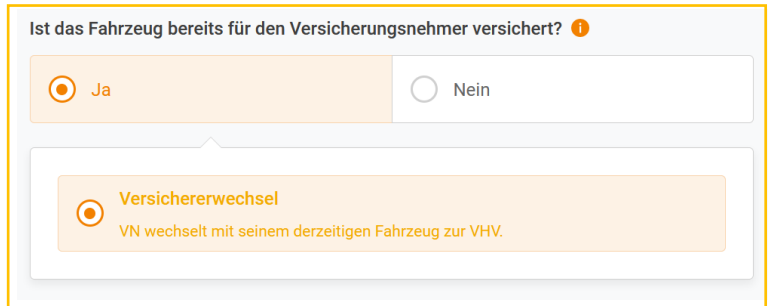 Ist das Fahrzeug bereits für den Versicherungsnehmer versichert?
Ja
Nein
Versichererwechsel
VN wechselt mit seinem derzeitigen Fahrzeug zur VHV.